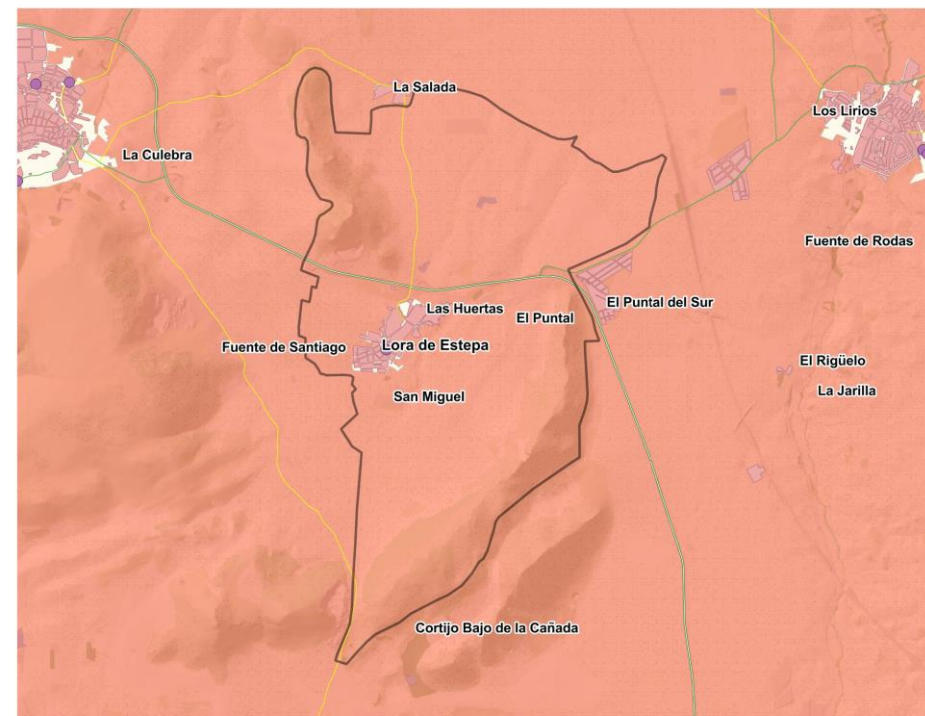 La Salada
Los Lirios
La Culebra
Fuente de Rodas
El Puntal del Sur
Las Huertas
El Puntal
Fuente de Santiago
Lora de Estepa
El Rigüelo
La Jarilla
San Miguel
Cortijo Bajo de la Cañada